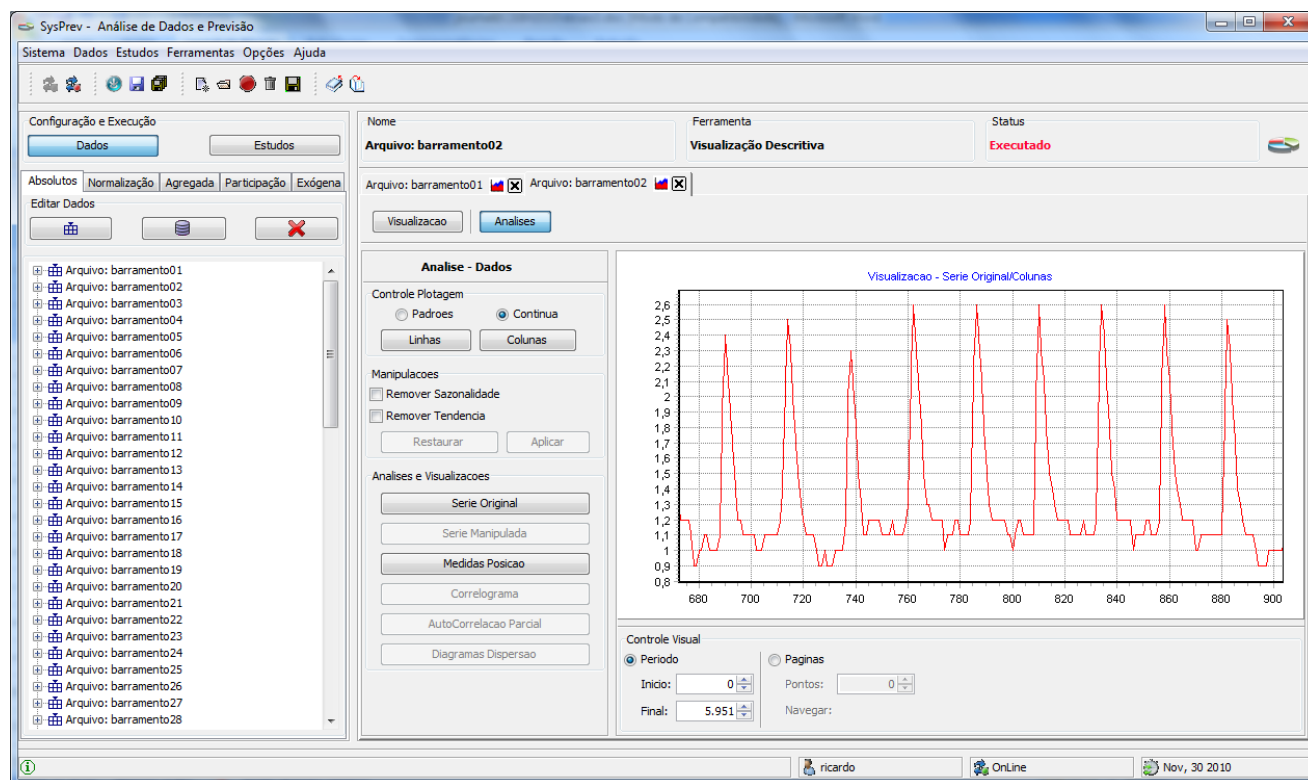 SysPrev - Análise de Dados e Previsão
Sistema Dados Estudos Ferramentas Opções Ajuda
Configuração e Execução
Dados Estudos
Absolutos Normalização Agregada Participação Exógena
Editar Dados
Arquivo: barramento01
Arquivo: barramento02
Arquivo: barramento03
Arquivo: barramento04
Arquivo: barramento05
Arquivo: barramento06
Arquivo: barramento07
Arquivo: barramento08
Arquivo: barramento09
Arquivo: barramento10
Arquivo: barramento11
Arquivo: barramento12
Arquivo: barramento13
Arquivo: barramento14
Arquivo: barramento15
Arquivo: barramento16
Arquivo: barramento17
Arquivo: barramento18
Arquivo: barramento19
Arquivo: barramento20
Arquivo: barramento21
Arquivo: barramento22
Arquivo: barramento23
Arquivo: barramento24
Arquivo: barramento25
Arquivo: barramento26
Arquivo: barramento27
Arquivo: barramento28
Nome Ferramenta Status
Arquivo: barramento02 Visualização Descritiva Executado
Arquivo: barramento01 Arquivo: barramento02
Visualizacao Analises
Analise - Dados
Controle Plotagem
Padroes Continua
Linhas Colunas
Manipulacoes
Remover Sazonalidade
Remover Tendencia
Restaurar Aplicar
Analises e Visualizacoes
Serie Original
Serie Manipulada
Medidas Posicao
Correlograma
AutoCorrelacao Parcial
Diagramas Dispersao
Visualizacao - Serie Original/Colunas
2,6
2,5
2,4
2,3
2,2
2,1
2
1,9
1,8
1,7
1,6
1,5
1,4
1,3
1,2
1,1
1
0,9
0,8
680 700 720 740 760 780 800 820 840 860 880 900
Controle Visual
Periodo Paginas
Inicio: 0 Pontos: 0
Final: 5.951 Navegar:
ricardo OnLine Nov, 30 2010